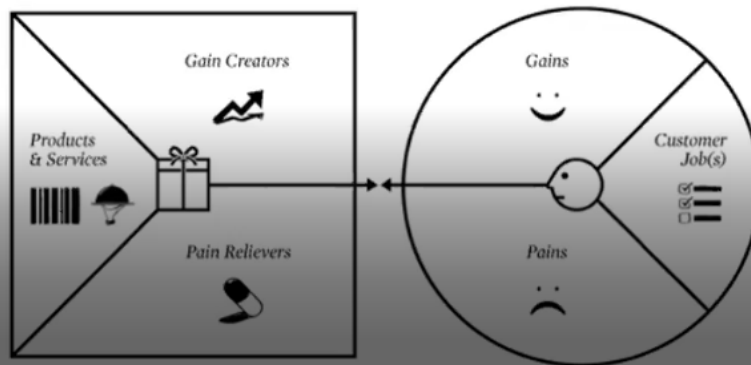 Gain Creators
Gains
Products
& Services
Customer
Job(s)
Pain Relievers
Pains